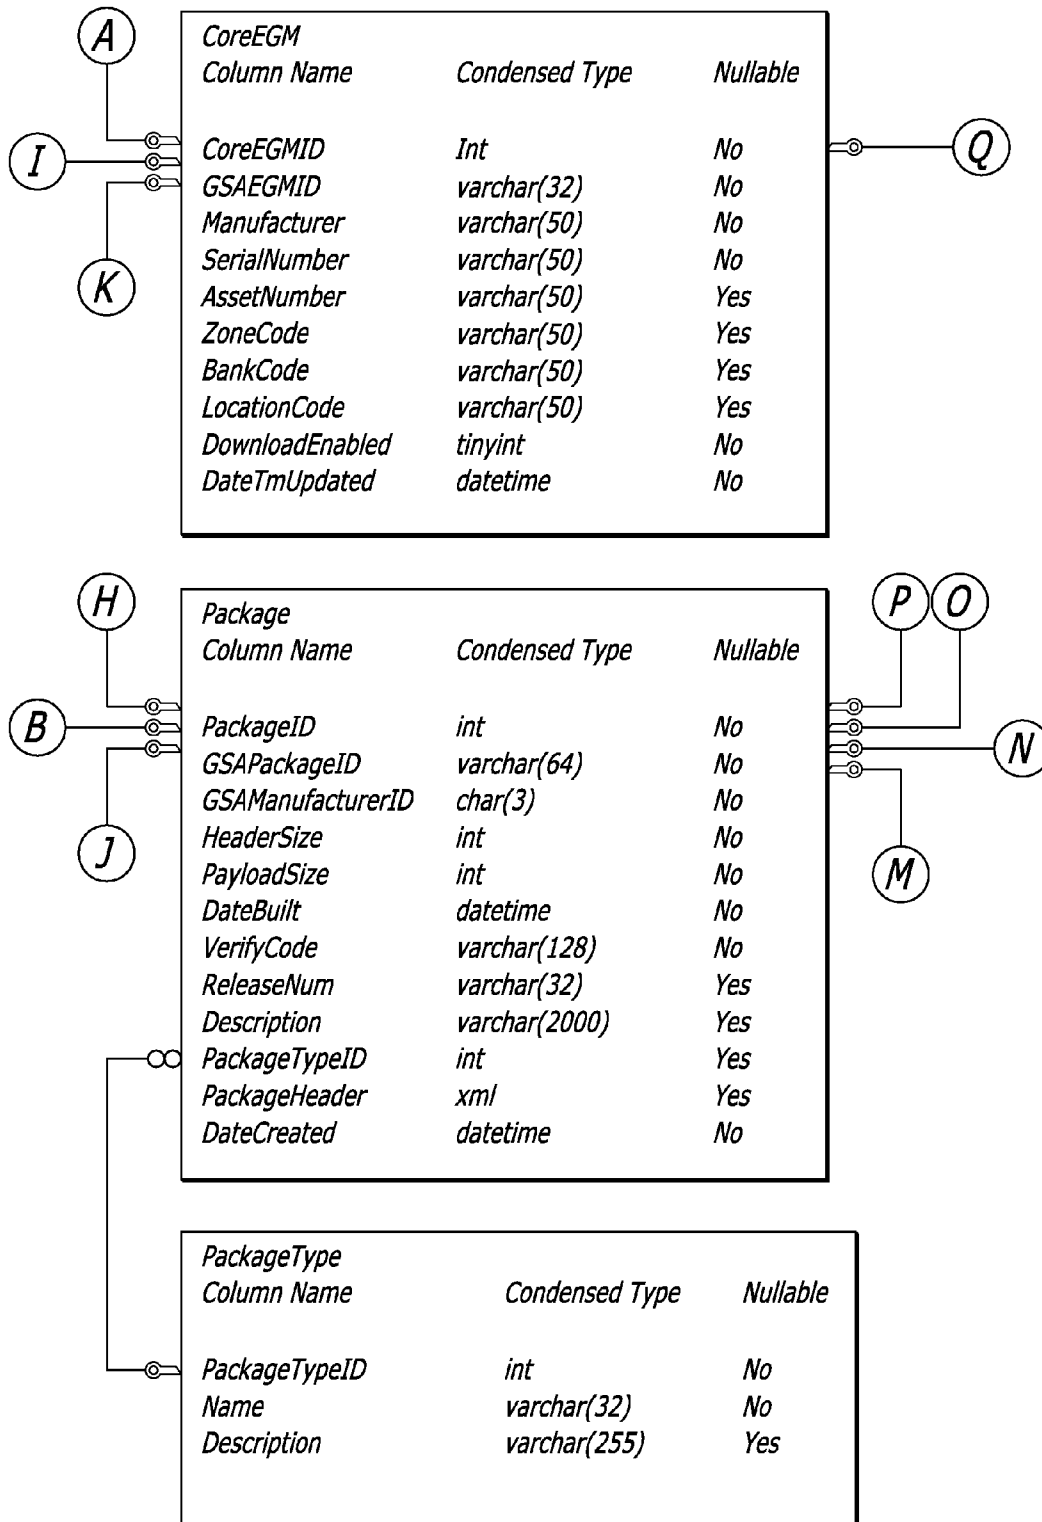 A
CoreEGM
Column Name Condensed Type Nullable
I
CoreEGMID Int No
Q
GSAEGMID varchar(32) No
Manufacturer varchar(50) No
SerialNumber varchar(50) No
K
AssetNumber varchar(50) Yes
ZoneCode varchar(50) Yes
BankCode varchar(50) Yes
LocationCode varchar(50) Yes
DownloadEnabled tinyint No
DateTmUpdated datetime No
H
Package
P O
Column Name Condensed Type Nullable
B
PackageID int No
N
GSAPackageID varchar(64) No
GSAManufacturerID char(3) No
HeaderSize int No
J
PayloadSize int No
M
DateBuilt datetime No
VerifyCode varchar(128) No
ReleaseNum varchar(32) Yes
Description varchar(2000) Yes
PackageTypeID int Yes
PackageHeader xml Yes
DateCreated datetime No
PackageType
Column Name Condensed Type Nullable
PackageTypeID int No
Name varchar(32) No
Description varchar(255) Yes